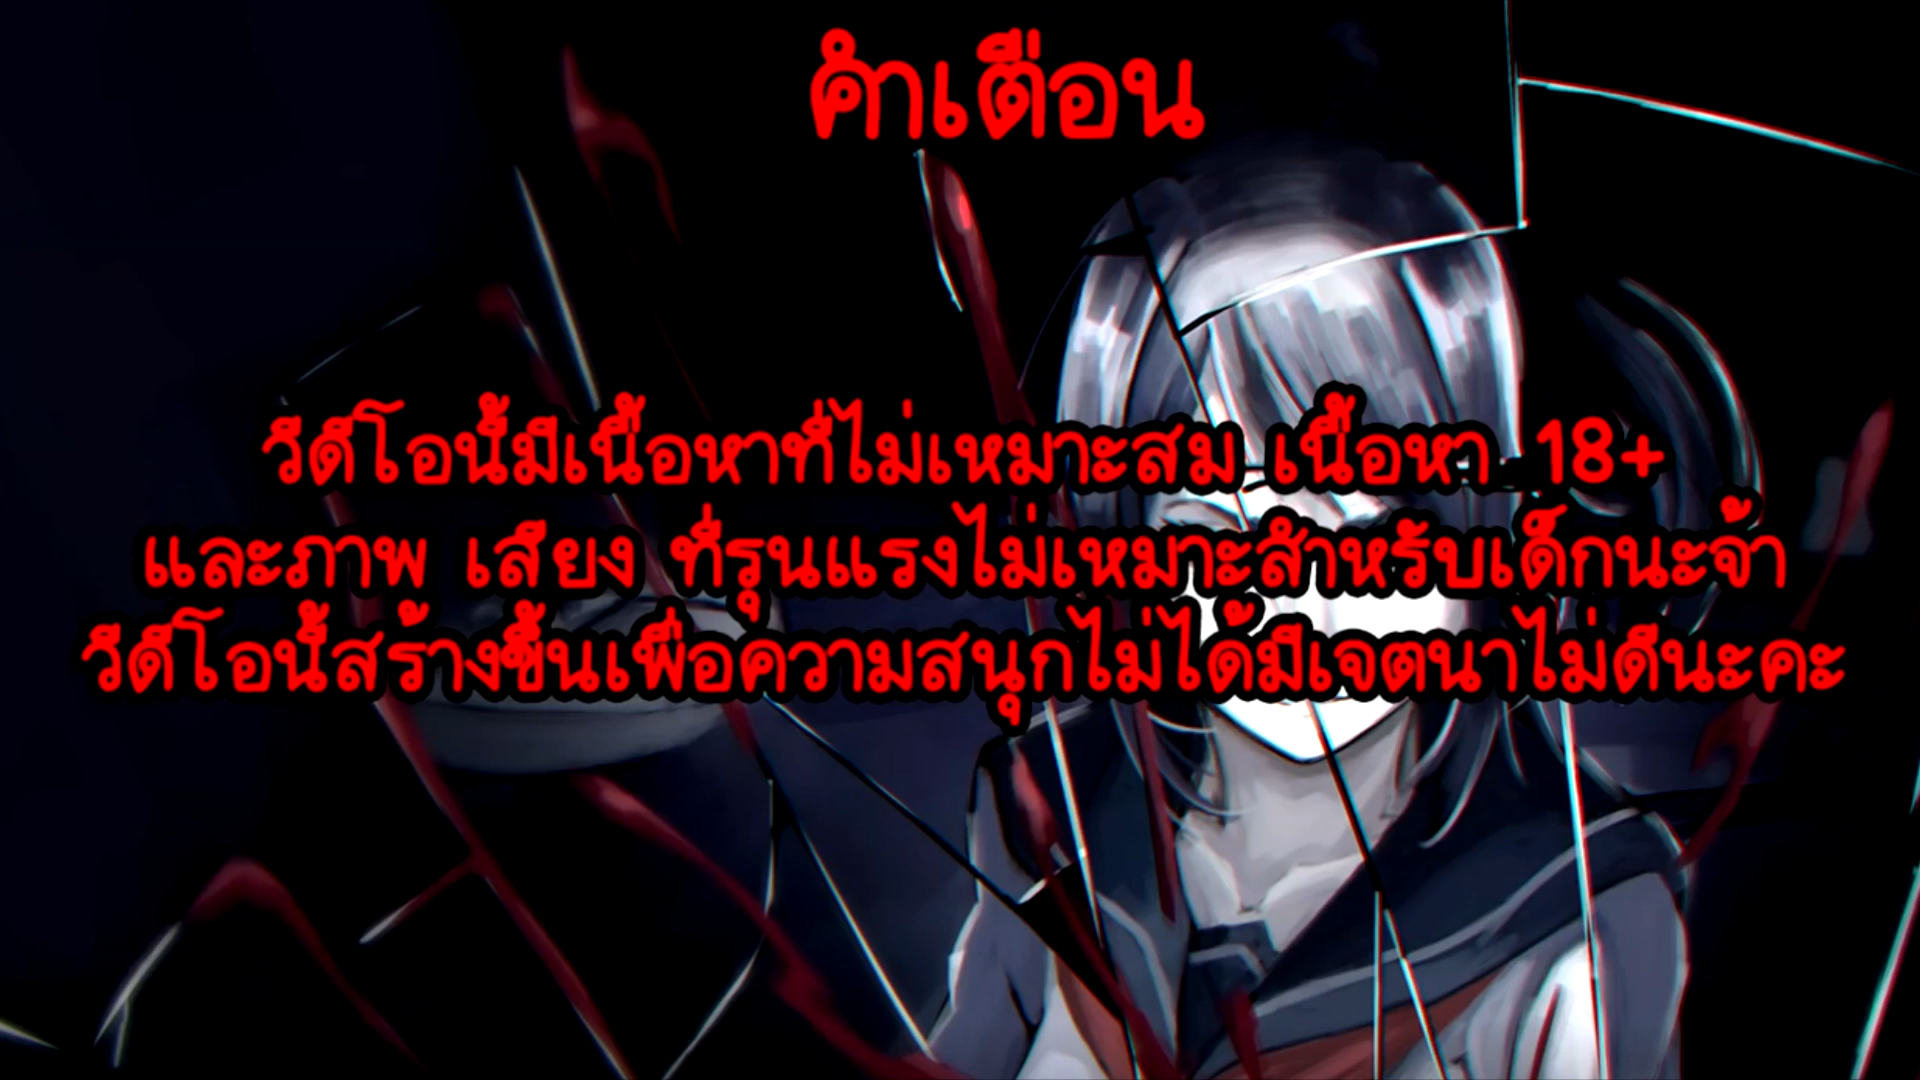 คำเตือน
วีดีโอนี้มีเนื้อหาที่ไม่เหมาะสม เนื้อหา 18+
และภาพ เสียง ที่รุนแรงไม่เหมาะสำหรับเด็กนะจ้า
วีดีโอนี้สร้างขึ้นเพื่อความสนุกไม่ได้มีเจตนาไม่ดีนะคะ